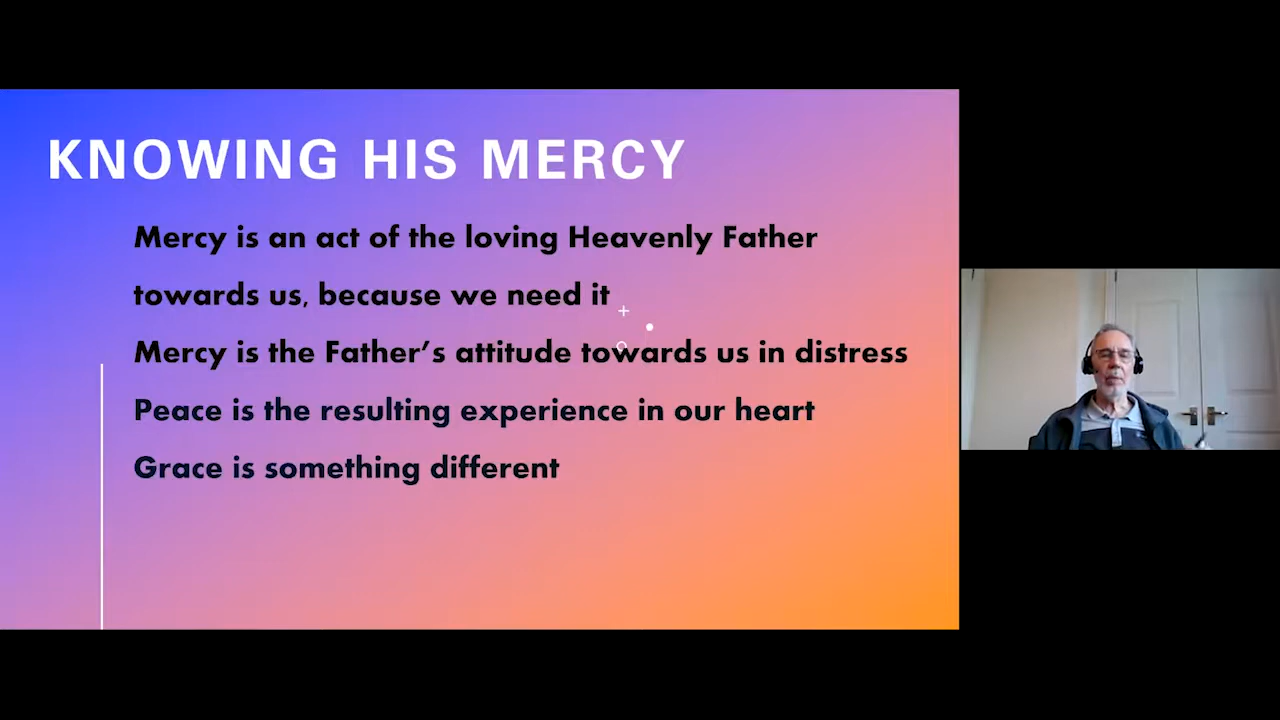 KNOWING HIS MERCY
Mercy is an act of the loving Heavenly Father
towards us, because we need it
Mercy is the Father’s attitude towards us in distress
Peace is the resulting experience in our heart
Grace is something different